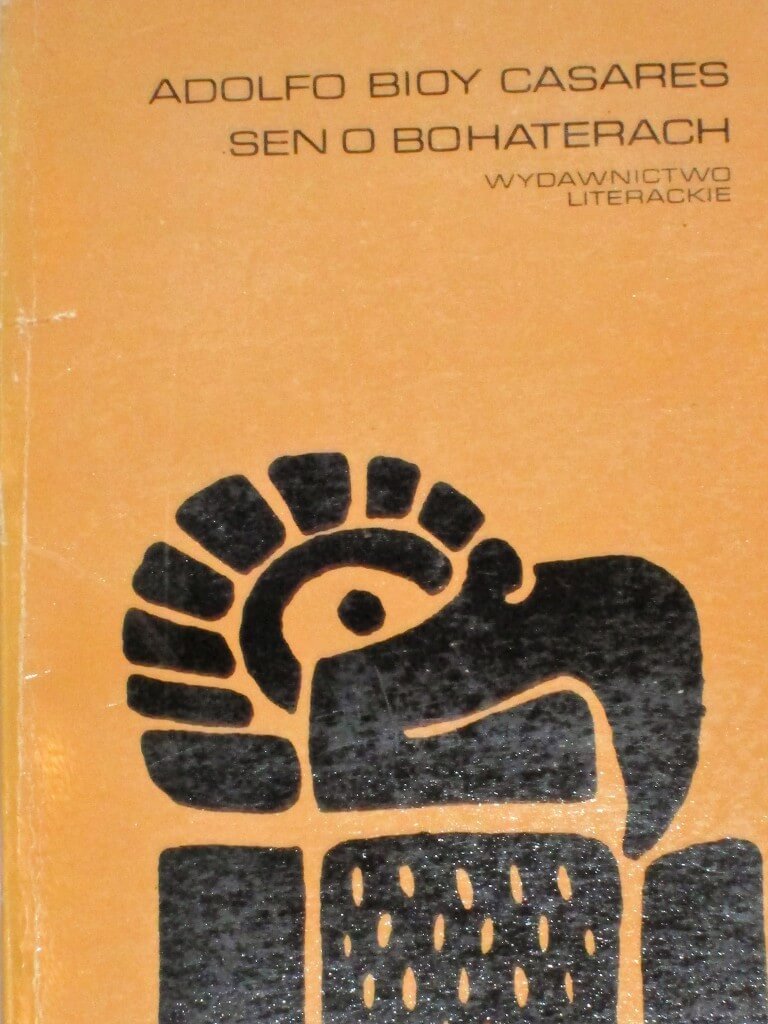 ADOLFO BIOY CASARES
SEN O BOHATERACH
WYDAWNICTWO
LITERACKIE